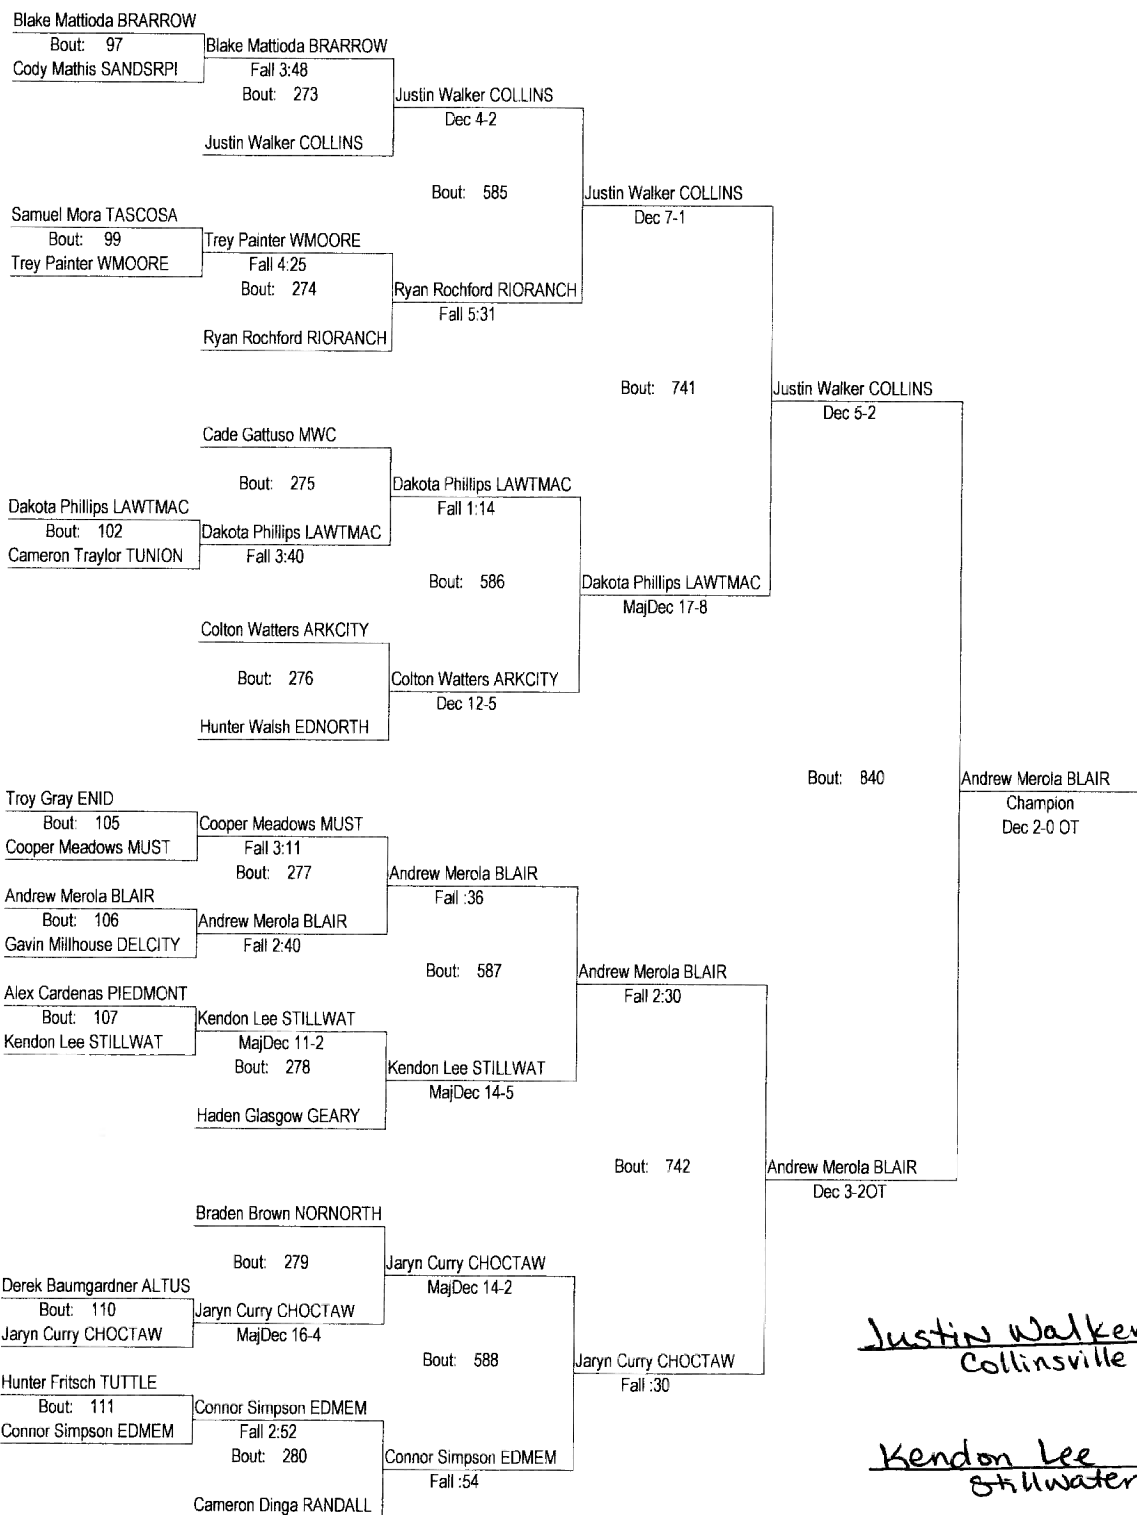 Blake Mattioda BRARROW
Bout: 97
Blake Mattioda BRARROW
Cody Mathis SANDSRPI
Fall 3:48
Bout: 273
Justin Walker COLLINS
Dec 4-2
Justin Walker COLLINS
Bout: 585
Justin Walker COLLINS
Dec 7-1
Samuel Mora TASCOSA
Bout: 99
Trey Painter WMOORE
Trey Painter WMOORE
Fall 4:25
Bout: 274
Ryan Rochford RIORANCH
Fall 5:31
Ryan Rochford RIORANCH
Bout: 741
Justin Walker COLLINS
Dec 5-2
Cade Gattuso MWC
Bout: 275
Dakota Phillips LAWTMAC
Fall 1:14
Dakota Phillips LAWTMAC
Bout: 102
Dakota Phillips LAWTMAC
Cameron Traylor TUNION
Fall 3:40
Bout: 586
Dakota Phillips LAWTMAC
MajDec 17-8
Colton Watters ARKCITY
Bout: 276
Colton Watters ARKCITY
Dec 12-5
Hunter Walsh EDNORTH
Bout: 840
Andrew Merola BLAIR
Champion
Dec 2-0 OT
Troy Gray ENID
Bout: 105
Cooper Meadows MUST
Cooper Meadows MUST
Fall 3:11
Bout: 277
Andrew Merola BLAIR
Fall :36
Andrew Merola BLAIR
Bout: 106
Andrew Merola BLAIR
Gavin Millhouse DELCITY
Fall 2:40
Bout: 587
Andrew Merola BLAIR
Fall 2:30
Alex Cardenas PIEDMONT
Bout: 107
Kendon Lee STILLWAT
Kendon Lee STILLWAT
MajDec 11-2
Bout: 278
Kendon Lee STILLWAT
MajDec 14-5
Haden Glasgow GEARY
Bout: 742
Andrew Merola BLAIR
Dec 3-2OT
Braden Brown NORNORTH
Bout: 279
Jaryn Curry CHOCTAW
MajDec 14-2
Derek Baumgardner ALTUS
Bout: 110
Jaryn Curry CHOCTAW
Jaryn Curry CHOCTAW
MajDec 16-4
Bout: 588
Jaryn Curry CHOCTAW
Fall :30
Hunter Fritsch TUTTLE
Bout: 111
Connor Simpson EDMEM
Connor Simpson EDMEM
Fall 2:52
Bout: 280
Connor Simpson EDMEM
Fall :54
Cameron Dinga RANDALL
Justin Walker
Collinsville
Kendon Lee
Stillwater